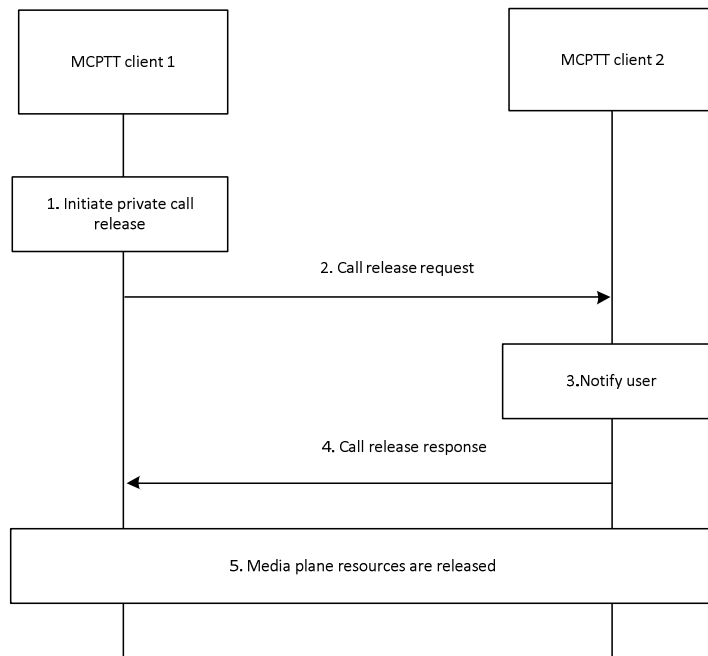 MCPTT client 1
MCPTT client 2
1. Initiate private call
release
2. Call release request
3.Notify user
4. Call release response
5. Media plane resources are released